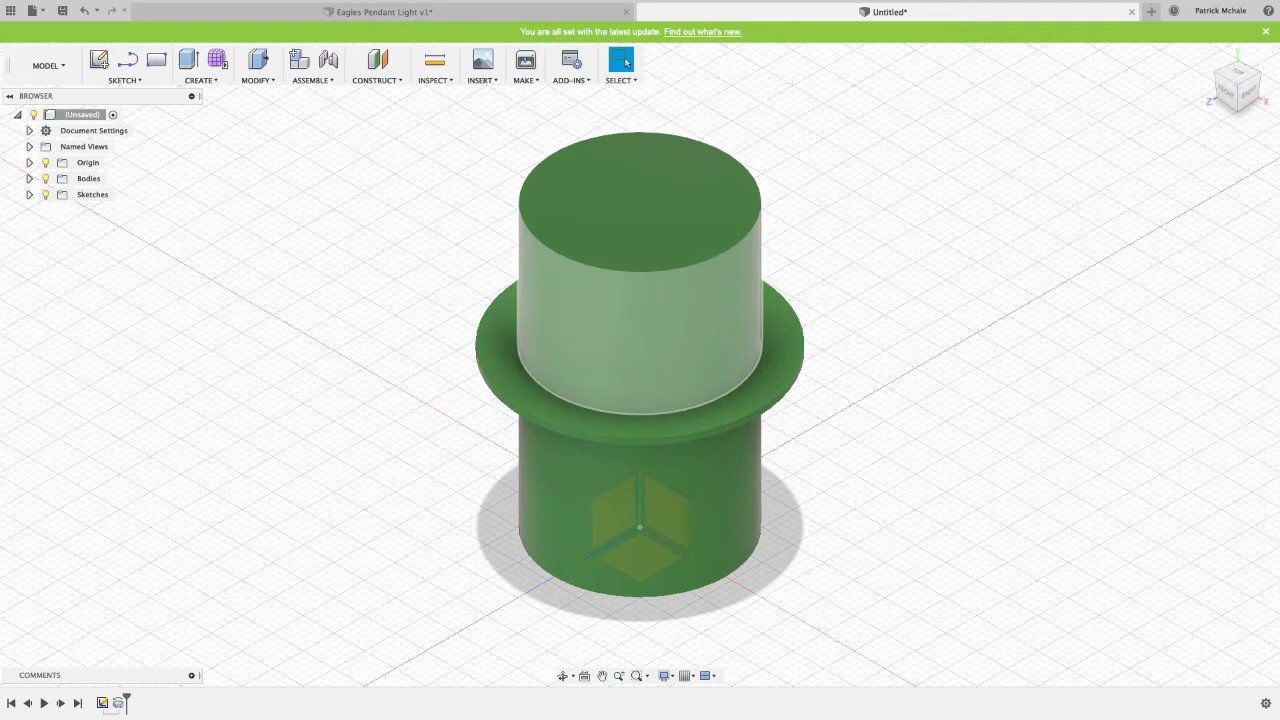 Eagles Pendant Light v1*
Untitled*
Patrick Mchale
You are all set with the latest update. Find out what's new.
MODEL
SKETCH
CREATE
MODIFY
ASSEMBLE
CONSTRUCT
INSPECT
INSERT
MAKE
ADD-INS
SELECT
BROWSER
(Unsaved)
Document Settings
Named Views
Origin
Bodies
Sketches
Y
FRONT
RIGHT
Z
X
COMMENTS